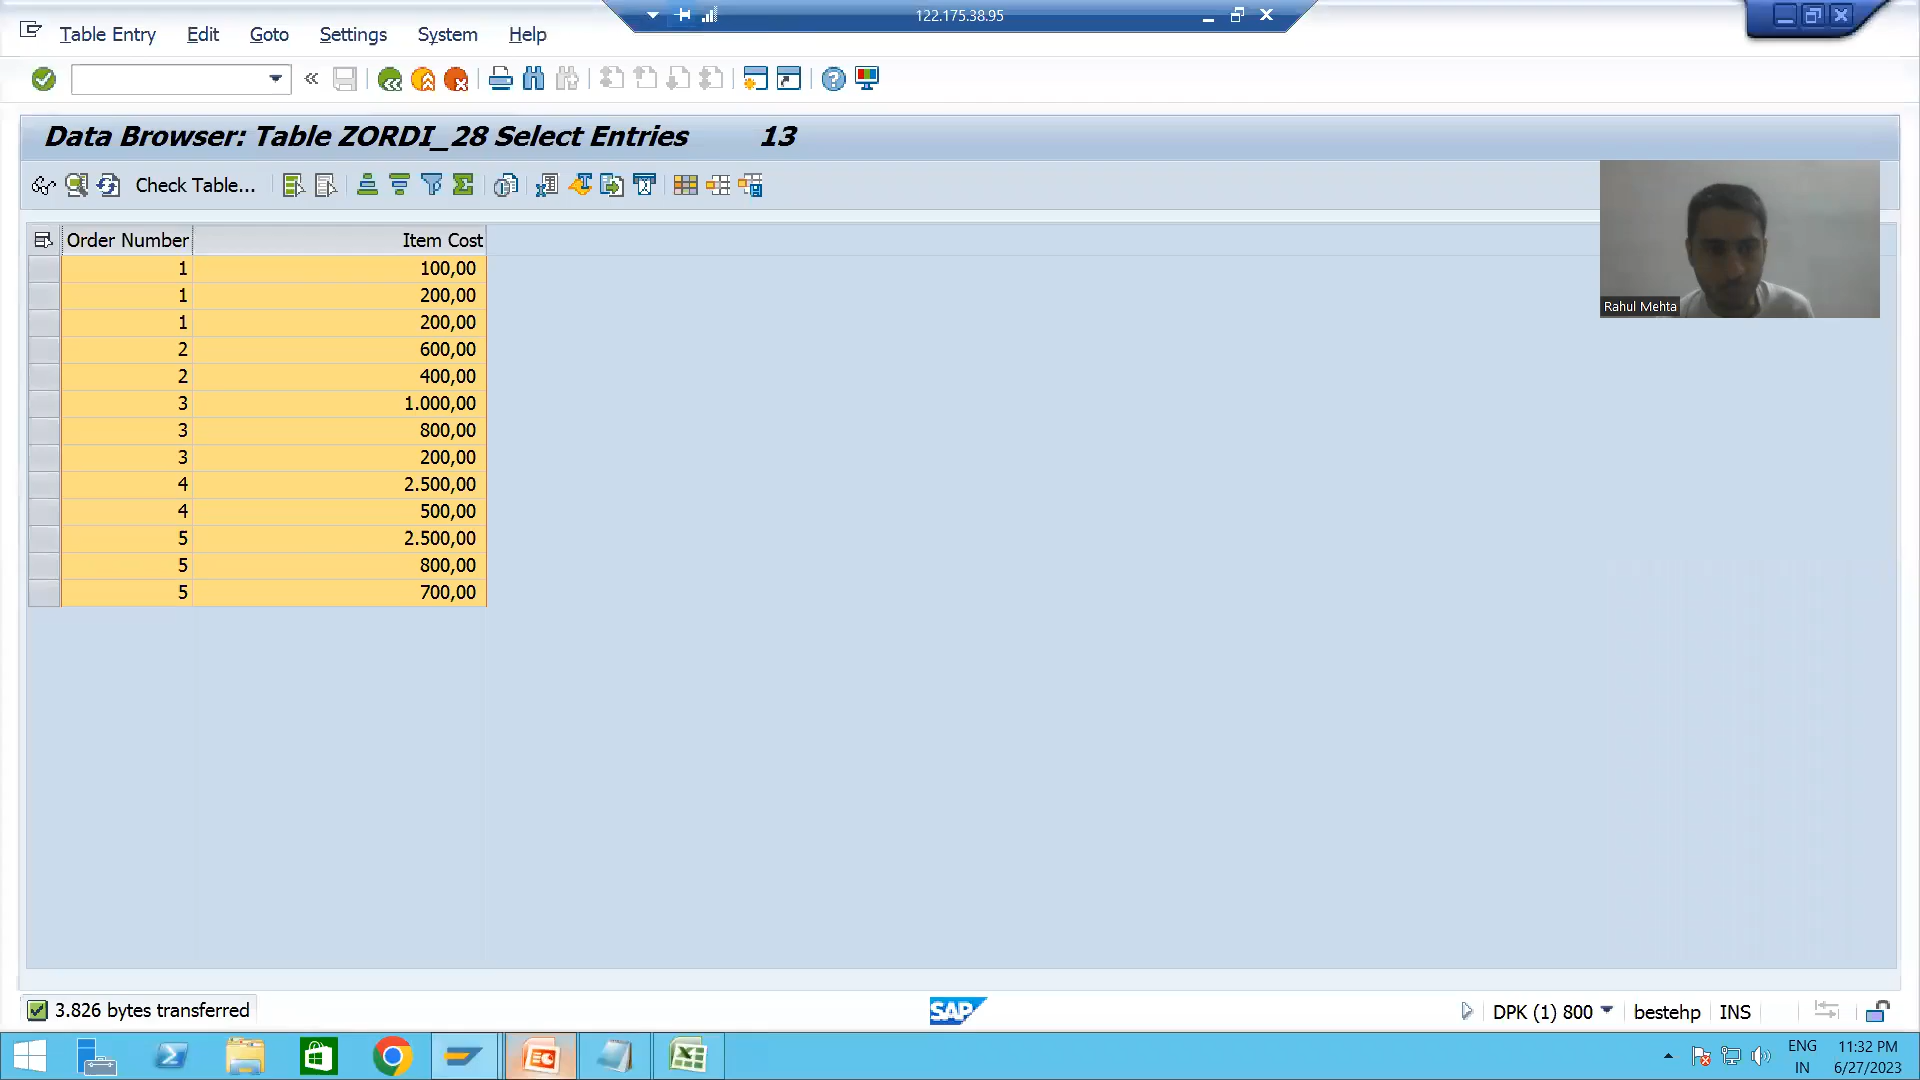 122.175.38.95
Table Entry Edit Goto Settings System Help
Data Browser: Table ZORDI_28 Select Entries 13
Check Table...
Rahul Mehta
Order Number Item Cost
1 100,00
1 200,00
1 200,00
2 600,00
2 400,00
3 1.000,00
3 800,00
3 200,00
4 2.500,00
4 500,00
5 2.500,00
5 800,00
5 700,00
3.826 bytes transferred
SAP
DPK (1) 800 bestehp INS
ENG 11:32 PM
IN 6/27/2023